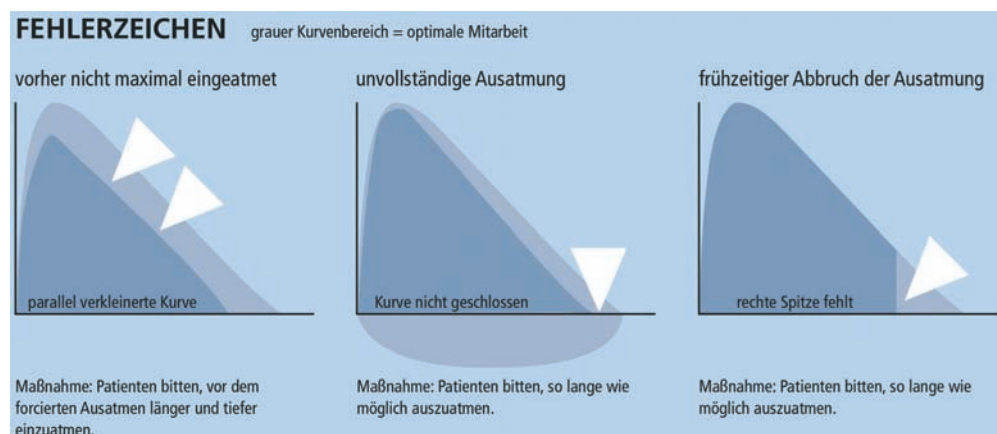 FEHLERZEICHEN grauer Kurvenbereich = optimale Mitarbeit
vorher nicht maximal eingeatmet
parallel verkleinerte Kurve
Maßnahme: Patienten bitten, vor dem
forcierten Ausatmen länger und tiefer
einzuatmen.
unvollständige Ausatmung
Kurve nicht geschlossen
Maßnahme: Patienten bitten, so lange wie
möglich auszuatmen.
frühzeitiger Abbruch der Ausatmung
rechte Spitze fehlt
Maßnahme: Patienten bitten, so lange wie
möglich auszuatmen.